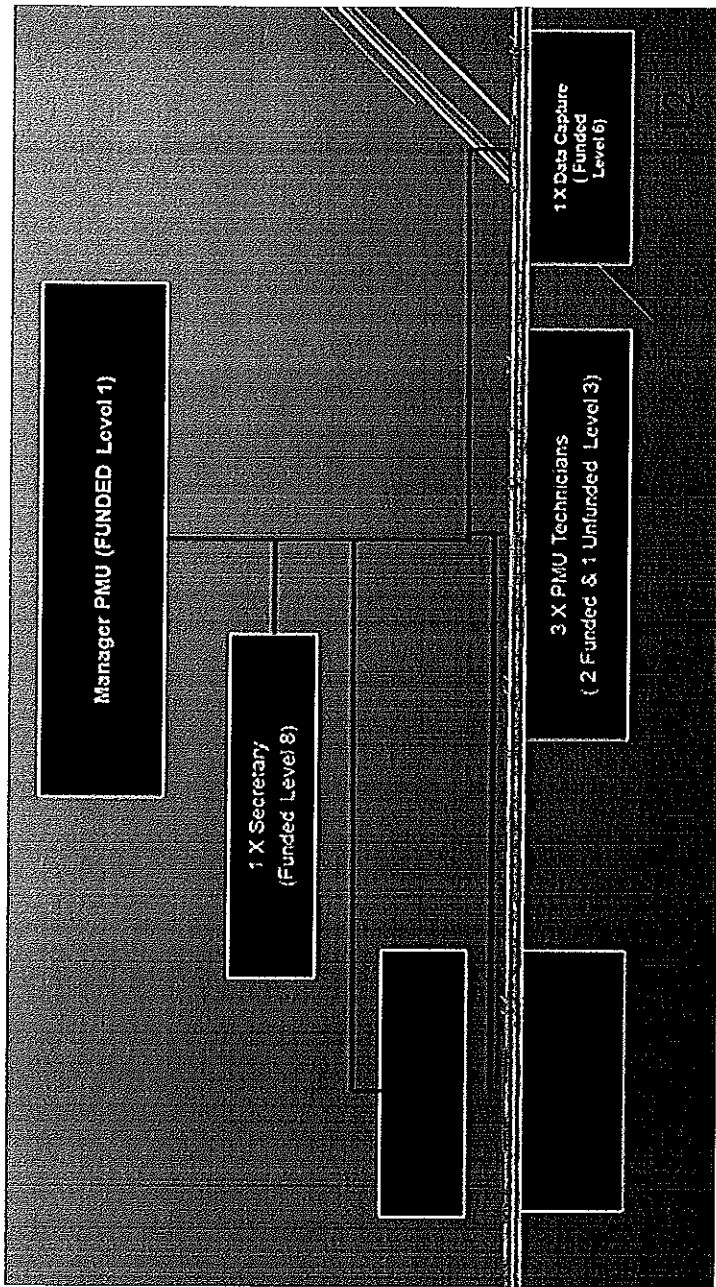 Manager PMU (FUNDED Level 1)
1 X Secretary
(Funded Level 8)
3 X PMU Technicians
( 2 Funded & 1 Unfunded Level 3)
1 X Data Capture
( Funded
Level 6)